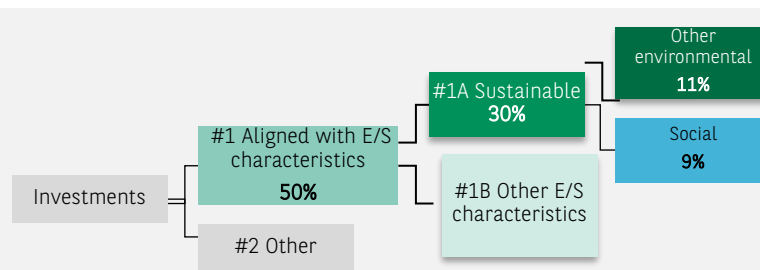 Other
environmental
11%
#1A Sustainable
30%
#1 Aligned with E/S
characteristics
50%
Social
9%
Investments
#1B Other E/S
characteristics
#2 Other